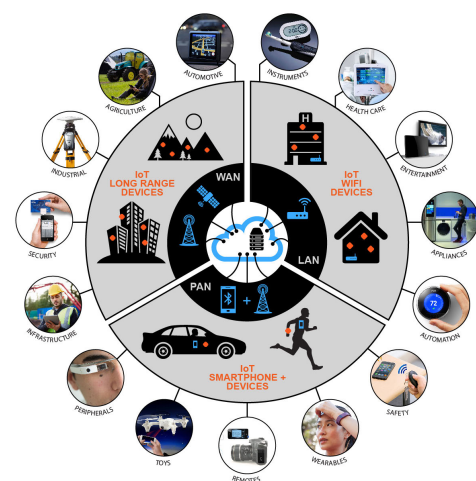 AUTOMOTIVE
INSTRUMENTS
AGRICULTURE
HEALTH CARE
INDUSTRIAL
ENTERTAINMENT
SECURITY
APPLIANCES
INFRASTRUCTURE
AUTOMATION
PERIPHERALS
SAFETY
TOYS
WEARABLES
REMOTES
H
IoT
LONG RANGE
DEVICES
WAN
IoT
WIFI
DEVICES
LAN
PAN
+
IoT
SMARTPHONE +
DEVICES
72